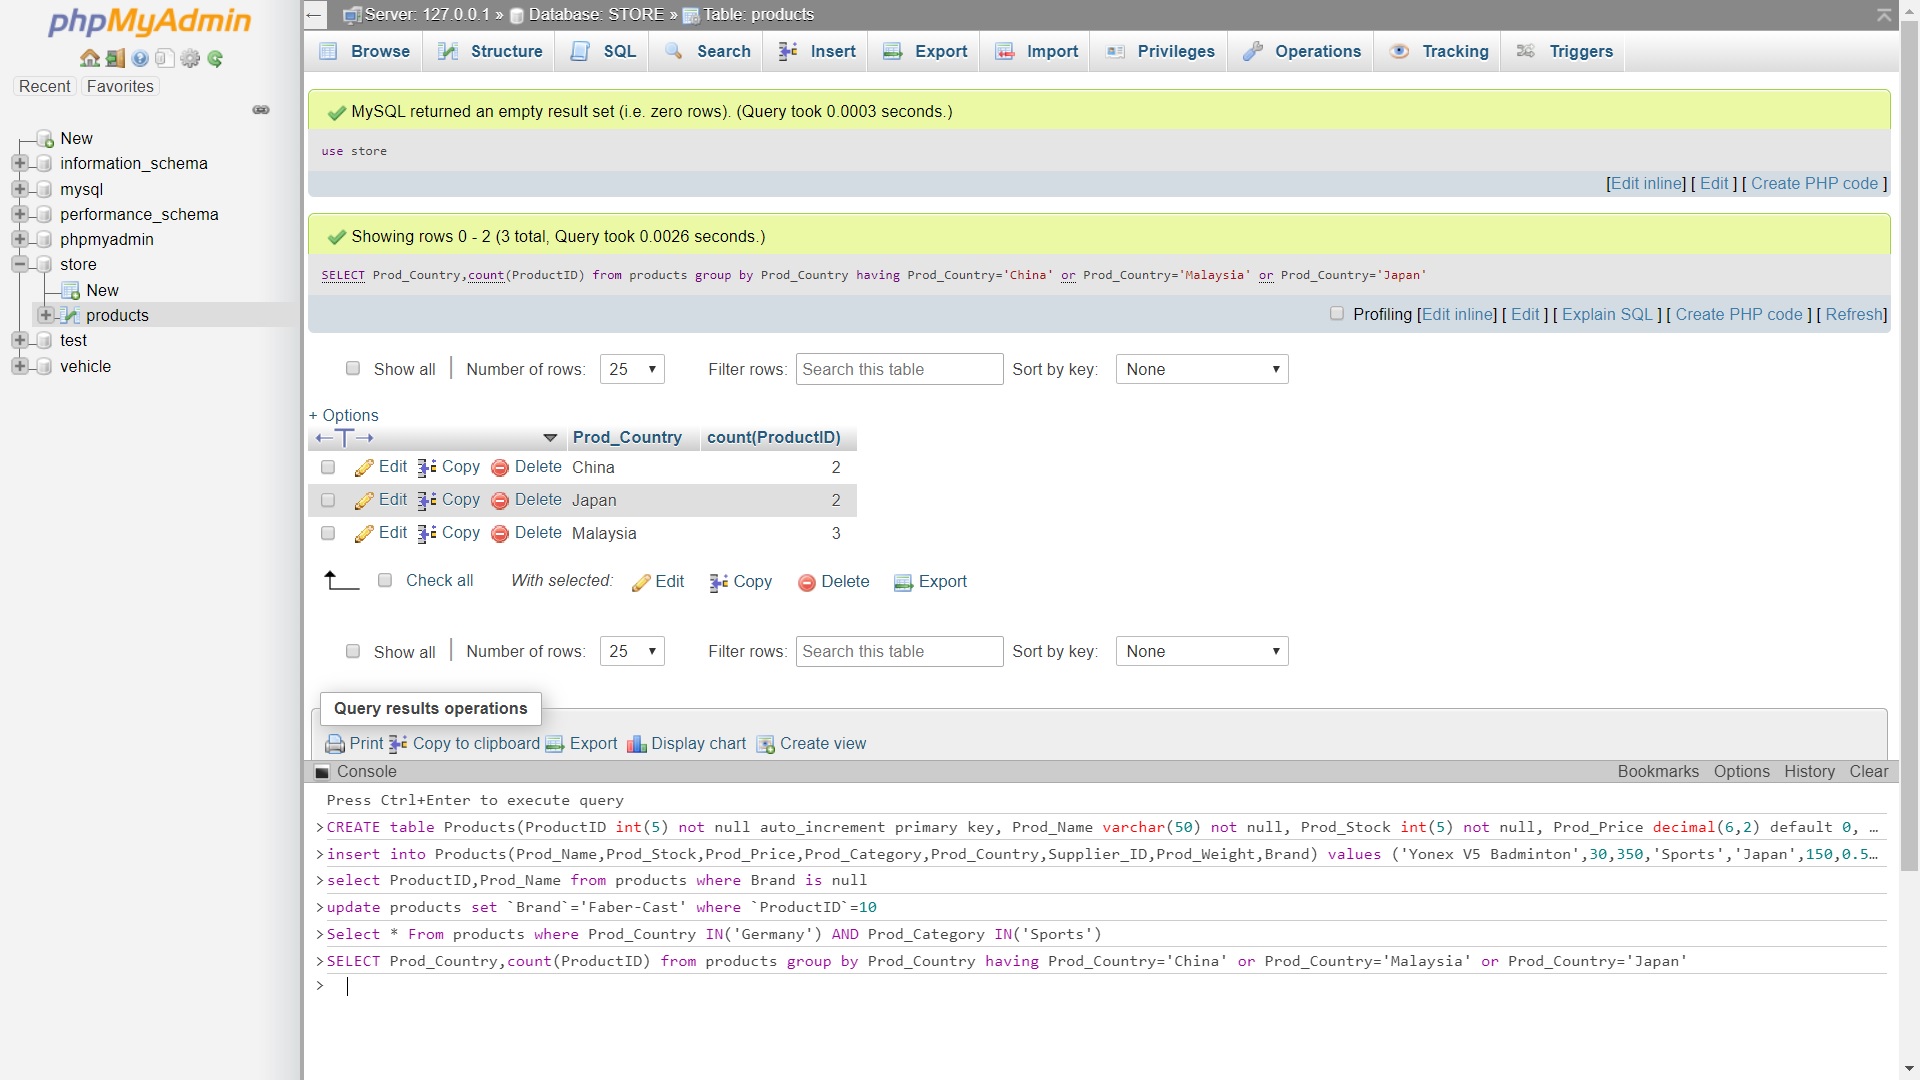 phpMyAdmin
Recent Favorites
New
information_schema
mysql
performance_schema
phpmyadmin
store
New
products
test
vehicle
← Server: 127.0.0.1 » Database: STORE » Table: products
Browse Structure SQL Search Insert Export Import Privileges Operations Tracking Triggers
MySQL returned an empty result set (i.e. zero rows). (Query took 0.0003 seconds.)
use store
[Edit inline] [ Edit ] [ Create PHP code ]
Showing rows 0 - 2 (3 total, Query took 0.0026 seconds.)
SELECT Prod_Country,count(ProductID) from products group by Prod_Country having Prod_Country='China' or Prod_Country='Malaysia' or Prod_Country='Japan'
Profiling [Edit inline] [ Edit ] [ Explain SQL ] [ Create PHP code ] [ Refresh]
Show all | Number of rows: 25 Filter rows: Search this table Sort by key: None
+ Options
←T→ Prod_Country count(ProductID)
Edit Copy Delete China 2
Edit Copy Delete Japan 2
Edit Copy Delete Malaysia 3
Check all With selected: Edit Copy Delete Export
Show all | Number of rows: 25 Filter rows: Search this table Sort by key: None
Query results operations
Print Copy to clipboard Export Display chart Create view
Console Bookmarks Options History Clear
Press Ctrl+Enter to execute query
>CREATE table Products(ProductID int(5) not null auto_increment primary key, Prod_Name varchar(50) not null, Prod_Stock int(5) not null, Prod_Price decimal(6,2) default 0, …
>insert into Products(Prod_Name,Prod_Stock,Prod_Price,Prod_Category,Prod_Country,Supplier_ID,Prod_Weight,Brand) values ('Yonex V5 Badminton',30,350,'Sports','Japan',150,0.5…
>select ProductID,Prod_Name from products where Brand is null
>update products set `Brand`='Faber-Cast' where `ProductID`=10
>Select * From products where Prod_Country IN('Germany') AND Prod_Category IN('Sports')
>SELECT Prod_Country,count(ProductID) from products group by Prod_Country having Prod_Country='China' or Prod_Country='Malaysia' or Prod_Country='Japan'
>